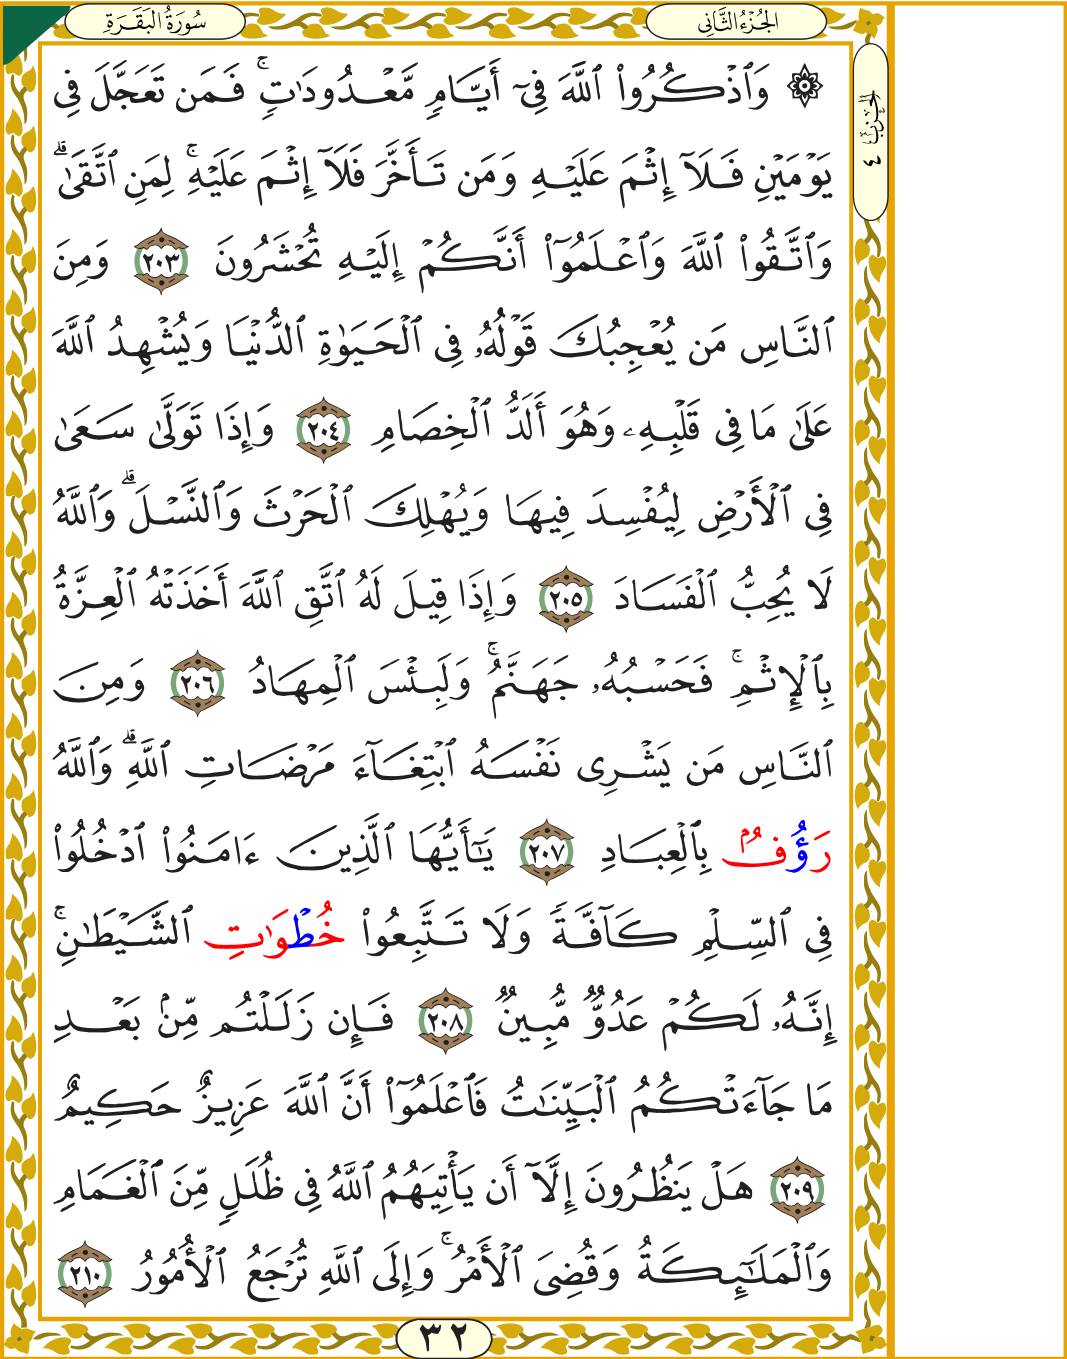 سُورَةُ البَقَرَةِ
الجُزْءُ الثَّانِي
الحِزْبُ ٤
۞ وَٱذْكُرُوا۟ ٱللَّهَ فِىٓ أَيَّامٍ مَّعْدُودَٰتٍ ۚ فَمَن تَعَجَّلَ فِى
يَوْمَيْنِ فَلَآ إِثْمَ عَلَيْهِ وَمَن تَأَخَّرَ فَلَآ إِثْمَ عَلَيْهِ ۚ لِمَنِ ٱتَّقَىٰ ۗ
وَٱتَّقُوا۟ ٱللَّهَ وَٱعْلَمُوٓا۟ أَنَّكُمْ إِلَيْهِ تُحْشَرُونَ ٢٠٣ وَمِنَ
ٱلنَّاسِ مَن يُعْجِبُكَ قَوْلُهُۥ فِى ٱلْحَيَوٰةِ ٱلدُّنْيَا وَيُشْهِدُ ٱللَّهَ
عَلَىٰ مَا فِى قَلْبِهِۦ وَهُوَ أَلَدُّ ٱلْخِصَامِ ٢٠٤ وَإِذَا تَوَلَّىٰ سَعَىٰ
فِى ٱلْأَرْضِ لِيُفْسِدَ فِيهَا وَيُهْلِكَ ٱلْحَرْثَ وَٱلنَّسْلَ ۗ وَٱللَّهُ
لَا يُحِبُّ ٱلْفَسَادَ ٢٠٥ وَإِذَا قِيلَ لَهُ ٱتَّقِ ٱللَّهَ أَخَذَتْهُ ٱلْعِزَّةُ
بِٱلْإِثْمِ ۚ فَحَسْبُهُۥ جَهَنَّمُ ۚ وَلَبِئْسَ ٱلْمِهَادُ ٢٠٦ وَمِنَ
ٱلنَّاسِ مَن يَشْرِى نَفْسَهُ ٱبْتِغَآءَ مَرْضَاتِ ٱللَّهِ ۗ وَٱللَّهُ
رَؤُفٌۢ بِٱلْعِبَادِ ٢٠٧ يَٰٓأَيُّهَا ٱلَّذِينَ ءَامَنُوا۟ ٱدْخُلُوا۟
فِى ٱلسِّلْمِ كَآفَّةً وَلَا تَتَّبِعُوا۟ خُطْوَٰتِ ٱلشَّيْطَٰنِ ۚ
إِنَّهُۥ لَكُمْ عَدُوٌّ مُّبِينٌ ٢٠٨ فَإِن زَلَلْتُم مِّنۢ بَعْدِ
مَا جَآءَتْكُمُ ٱلْبَيِّنَٰتُ فَٱعْلَمُوٓا۟ أَنَّ ٱللَّهَ عَزِيزٌ حَكِيمٌ
٢٠٩ هَلْ يَنظُرُونَ إِلَّآ أَن يَأْتِيَهُمُ ٱللَّهُ فِى ظُلَلٍ مِّنَ ٱلْغَمَامِ
وَٱلْمَلَٰٓئِكَةُ وَقُضِىَ ٱلْأَمْرُ ۚ وَإِلَى ٱللَّهِ تُرْجَعُ ٱلْأُمُورُ ٢١٠
٣٢